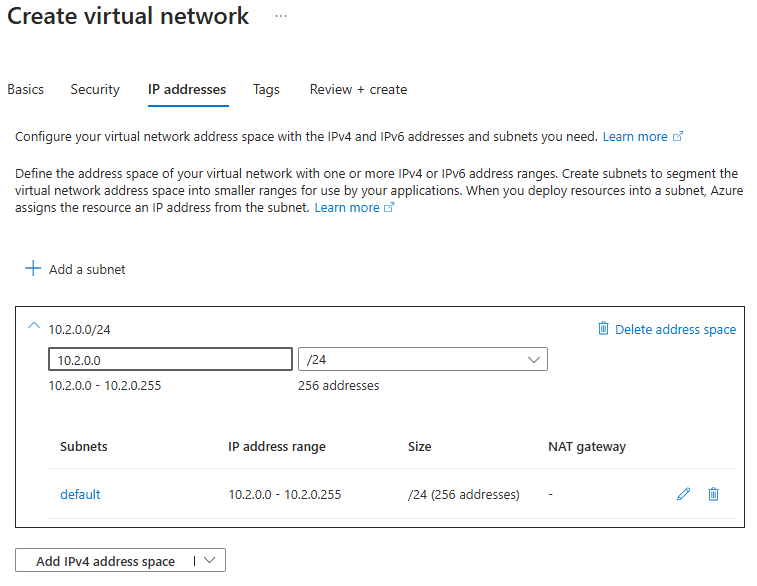 Create virtual network ...
Basics Security IP addresses Tags Review + create
Configure your virtual network address space with the IPv4 and IPv6 addresses and subnets you need. Learn more
Define the address space of your virtual network with one or more IPv4 or IPv6 address ranges. Create subnets to segment the
virtual network address space into smaller ranges for use by your applications. When you deploy resources into a subnet, Azure
assigns the resource an IP address from the subnet. Learn more
Add a subnet
10.2.0.0/24 Delete address space
10.2.0.0 /24
10.2.0.0 - 10.2.0.255 256 addresses
Subnets IP address range Size NAT gateway
default 10.2.0.0 - 10.2.0.255 /24 (256 addresses) -
Add IPv4 address space